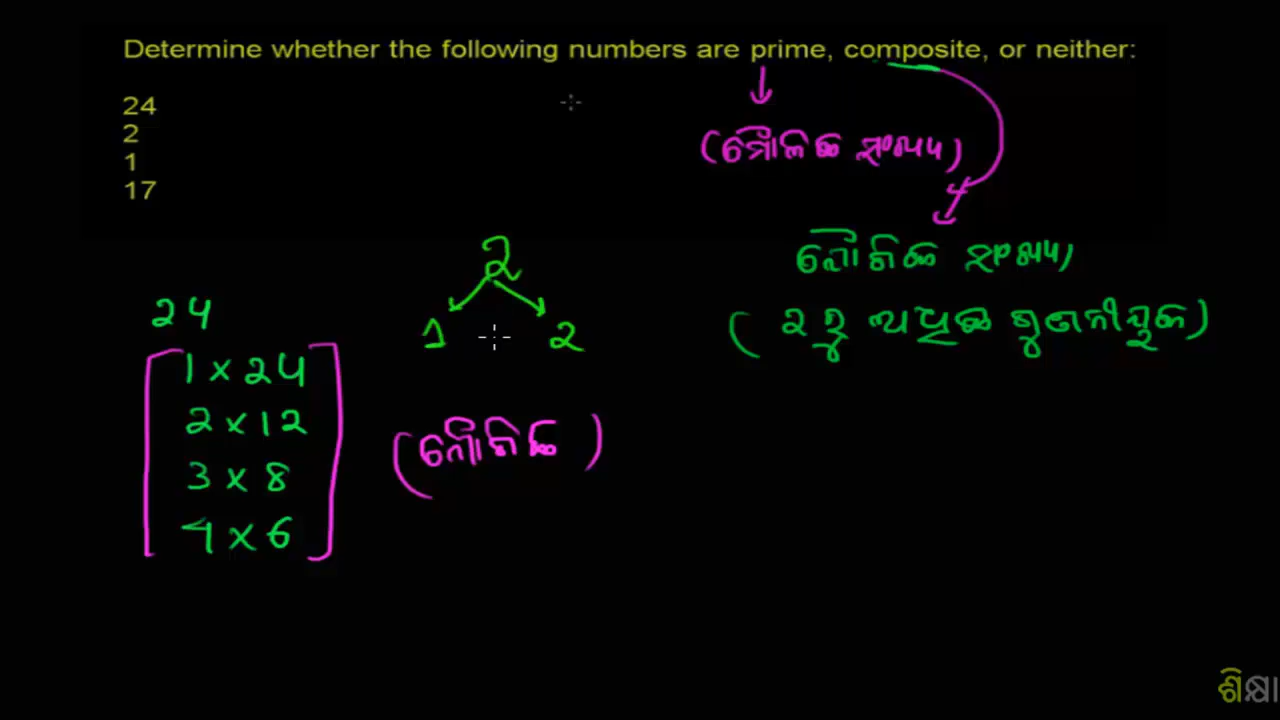 Determine whether the following numbers are prime, composite, or neither:
24
2
1
17
(ମୌଳିକ ସଂଖ୍ୟା)
ଯୌଗିକ ସଂଖ୍ୟା
(୨ ରୁ ଅଧିକ ଗୁଣନୀୟକ)
2
1 2
24
1 x 24
2 x 12
3 x 8
4 x 6
(ଯୌଗିକ)
ଶିକ୍ଷା